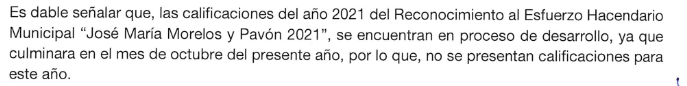 Es dable señalar que, las calificaciones del año 2021 del Reconocimiento al Esfuerzo Hacendario
Municipal “José María Morelos y Pavón 2021”, se encuentran en proceso de desarrollo, ya que
culminara en el mes de octubre del presente año, por lo que, no se presentan calificaciones para
este año.